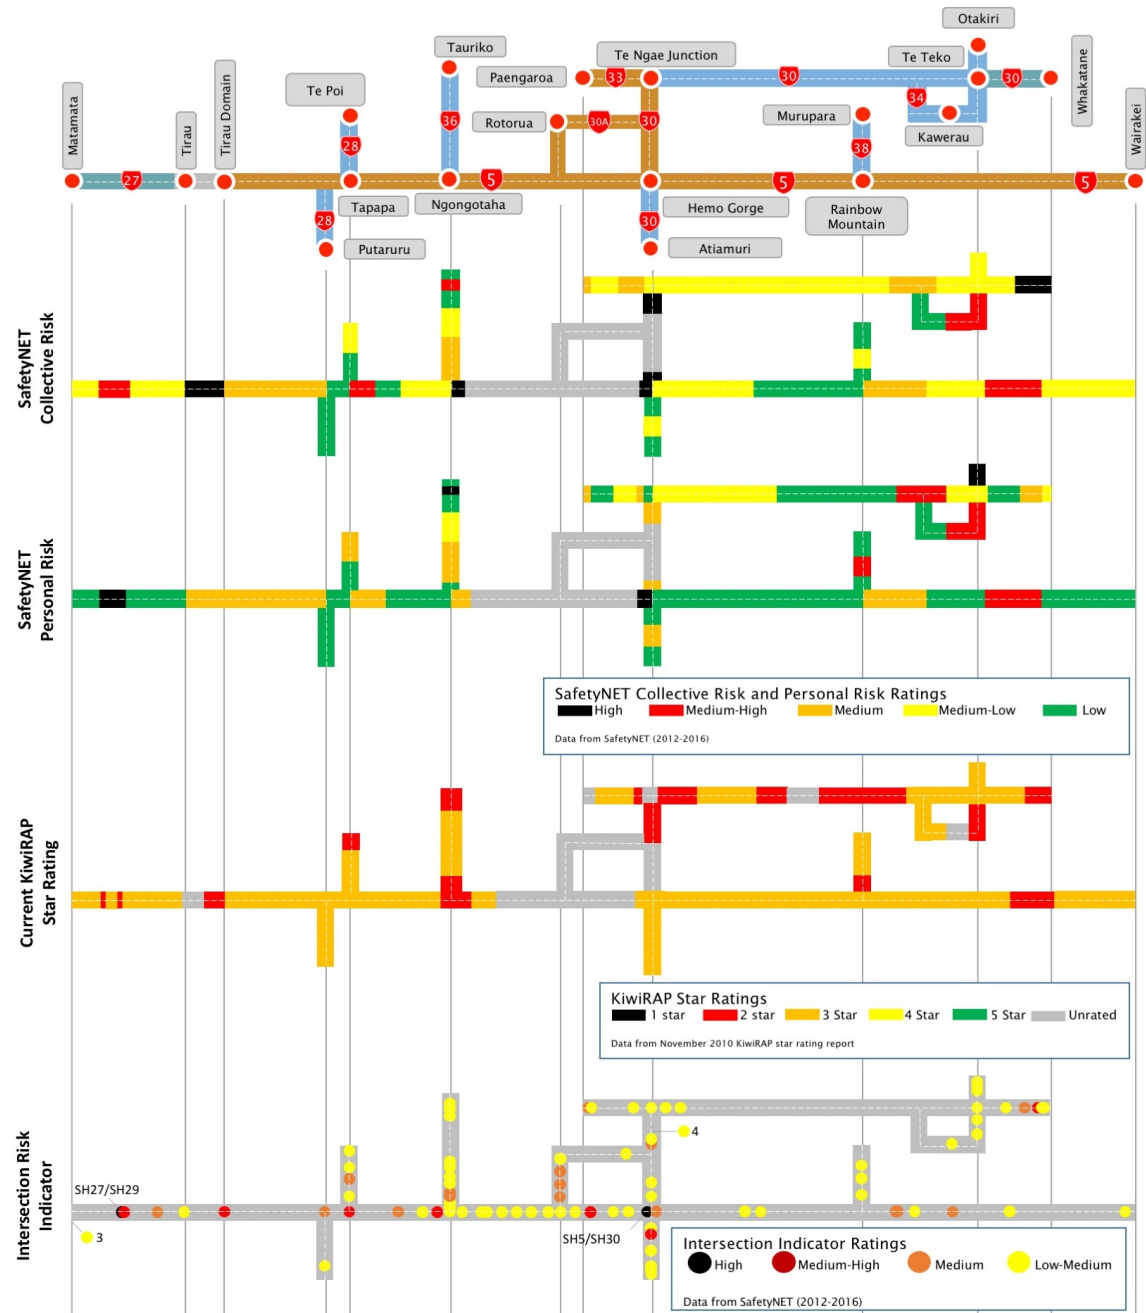 Otakiri
Tauriko
Te Ngae Junction
Paengaroa
33
30
Te Teko
30
Whakatane
Matamata
Tirau
Tirau Domain
Te Poi
34
Rotorua
30A
30
36
Murupara
Kawerau
Wairakei
28
38
27
5
5
5
Tapapa
Ngongotaha
Hemo Gorge
Rainbow
Mountain
28
30
Putaruru
Atiamuri
SafetyNET
Collective Risk
SafetyNET
Personal Risk
SafetyNET Collective Risk and Personal Risk Ratings
High Medium-High Medium Medium-Low Low
Data from SafetyNET (2012-2016)
Current KiwiRAP
Star Rating
KiwiRAP Star Ratings
1 star 2 star 3 Star 4 Star 5 Star Unrated
Data from November 2010 KiwiRAP star rating report
Intersection Risk
Indicator
4
SH27/SH29
3
SH5/SH30
Intersection Indicator Ratings
High Medium-High Medium Low-Medium
Data from SafetyNET (2012-2016)